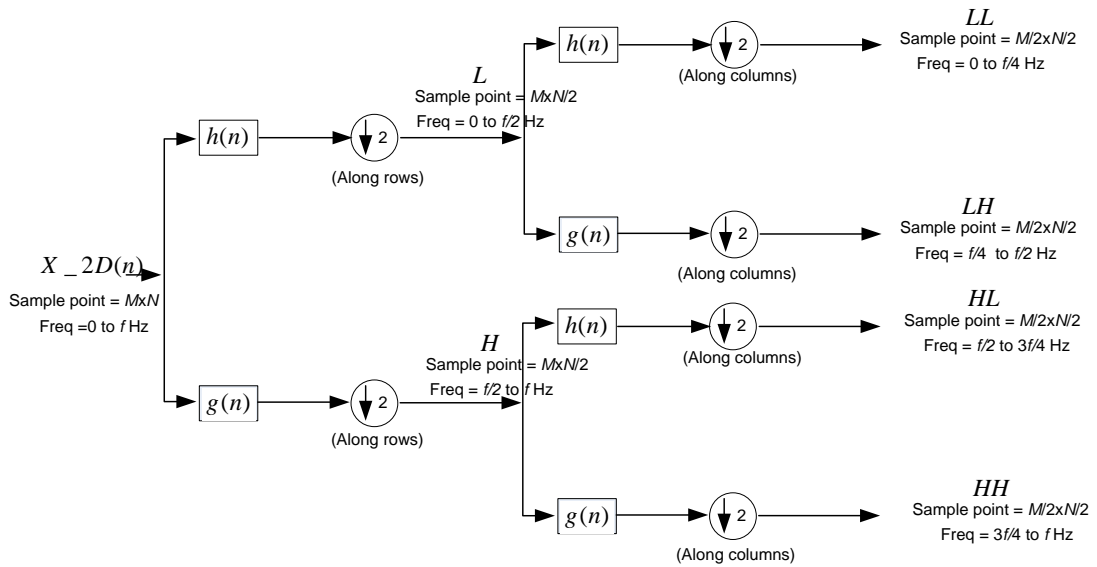 LL
Sample point = M/2xN/2
Freq = 0 to f/4 Hz
h(n)
2
(Along columns)
L
Sample point = MxN/2
Freq = 0 to f/2 Hz
h(n)
2
(Along rows)
LH
Sample point = M/2xN/2
Freq = f/4 to f/2 Hz
g(n)
2
(Along columns)
X _ 2D(n)
Sample point = MxN
Freq =0 to f Hz
HL
Sample point = M/2xN/2
Freq = f/2 to 3f/4 Hz
h(n)
2
(Along columns)
H
Sample point = MxN/2
Freq = f/2 to f Hz
g(n)
2
(Along rows)
HH
Sample point = M/2xN/2
Freq = 3f/4 to f Hz
g(n)
2
(Along columns)